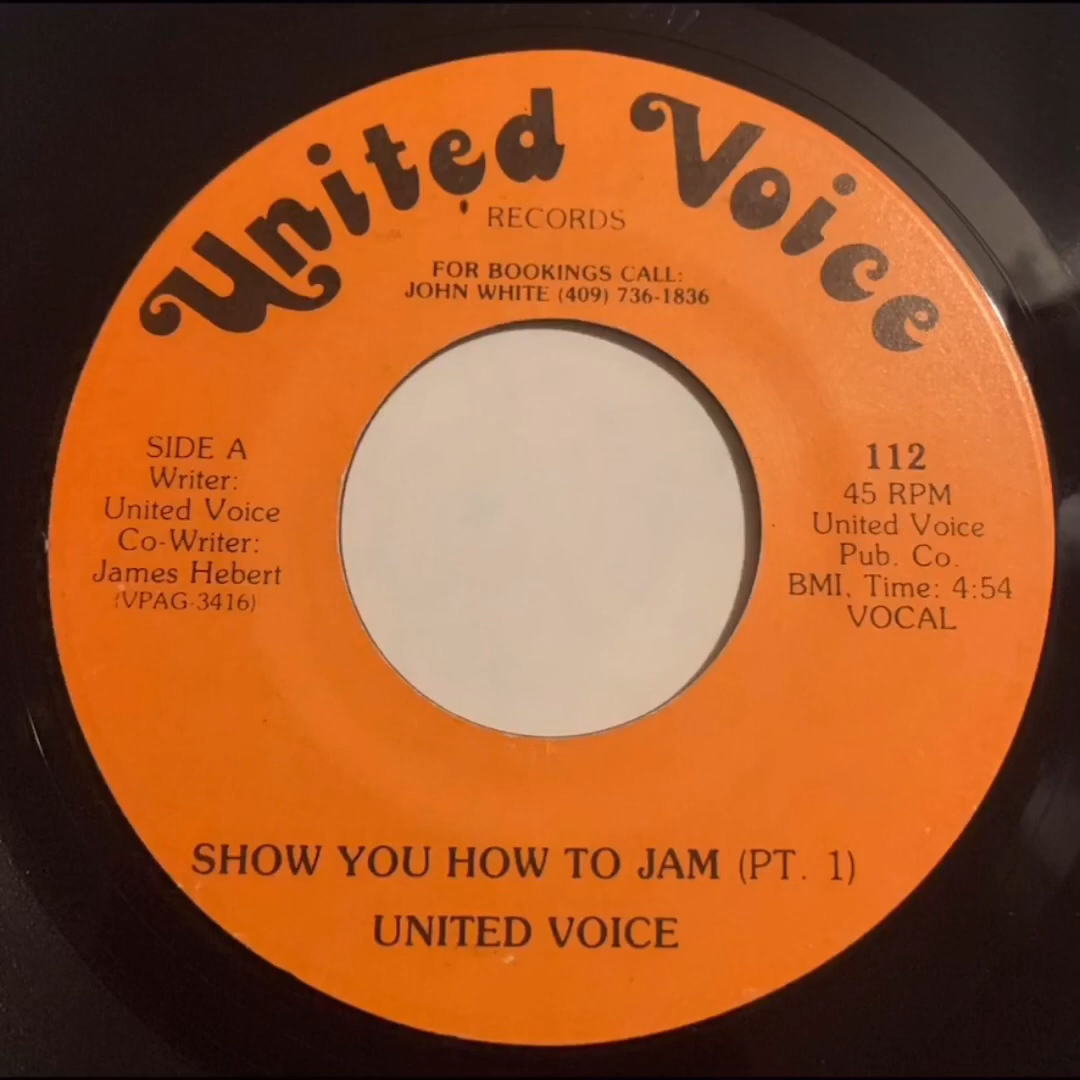 United Voice
RECORDS
FOR BOOKINGS CALL:
JOHN WHITE (409) 736-1836
SIDE A
Writer:
United Voice
Co-Writer:
James Hebert
(VPAG-3416)
112
45 RPM
United Voice
Pub. Co.
BMI, Time: 4:54
VOCAL
SHOW YOU HOW TO JAM (PT. 1)
UNITED VOICE